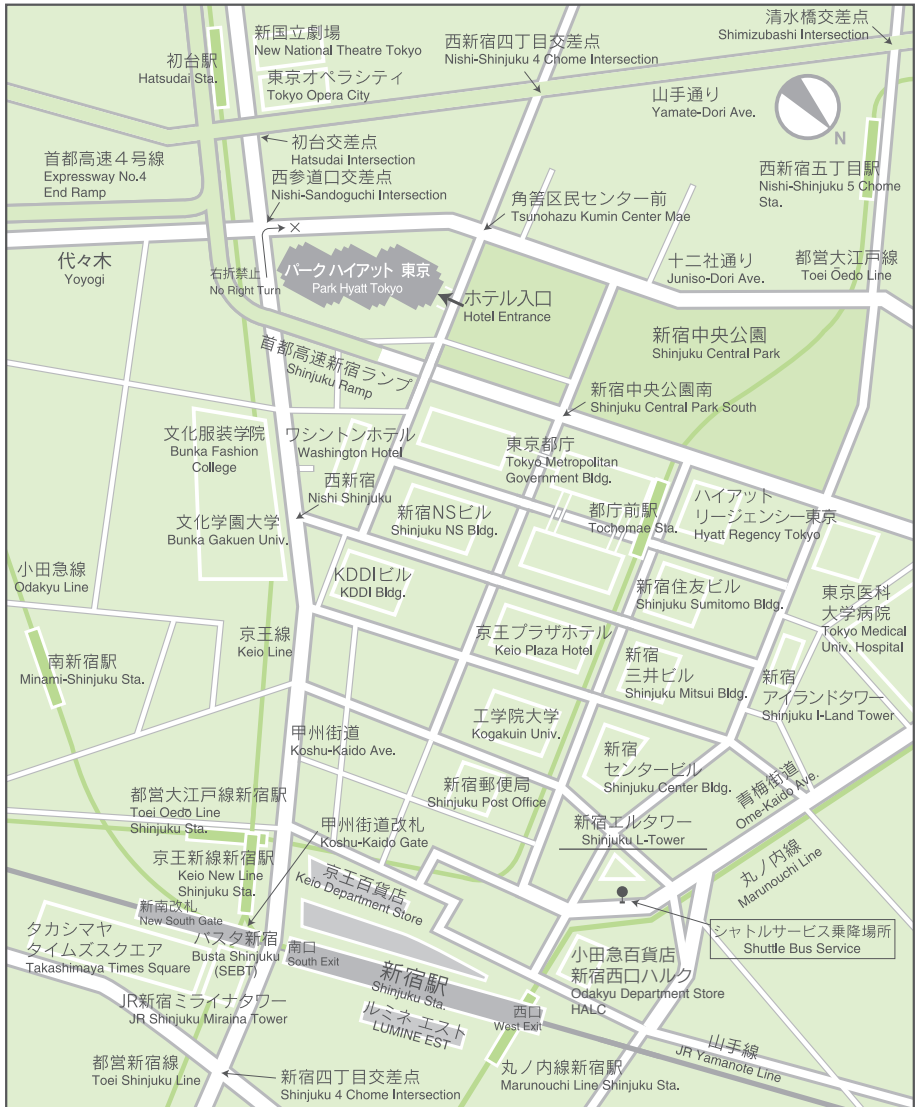 清水橋交差点
Shimizubashi Intersection
新国立劇場
New National Theatre Tokyo
西新宿四丁目交差点
Nishi-Shinjuku 4 Chome Intersection
初台駅
Hatsudai Sta.
東京オペラシティ
Tokyo Opera City
山手通り
Yamate-Dori Ave.
N
初台交差点
Hatsudai Intersection
首都高速4号線
Expressway No.4
End Ramp
西新宿五丁目駅
Nishi-Shinjuku 5 Chome
Sta.
西参道口交差点
Nishi-Sandoguchi Intersection
角筈区民センター前
Tsunohazu Kumin Center Mae
×
代々木
Yoyogi
右折禁止
No Right Turn
パーク ハイアット 東京
Park Hyatt Tokyo
十二社通り
Juniso-Dori Ave.
都営大江戸線
Toei Ōedo Line
ホテル入口
Hotel Entrance
新宿中央公園
Shinjuku Central Park
首都高速新宿ランプ
Shinjuku Ramp
新宿中央公園南
Shinjuku Central Park South
文化服装学院
Bunka Fashion
College
ワシントンホテル
Washington Hotel
東京都庁
Tokyo Metropolitan
Government Bldg.
西新宿
Nishi Shinjuku
新宿NSビル
Shinjuku NS Bldg.
都庁前駅
Tochomae Sta.
ハイアット
リージェンシー東京
Hyatt Regency Tokyo
文化学園大学
Bunka Gakuen Univ.
小田急線
Odakyu Line
KDDIビル
KDDI Bldg.
新宿住友ビル
Shinjuku Sumitomo Bldg.
東京医科
大学病院
Tokyo Medical
Univ. Hospital
京王線
Keio Line
京王プラザホテル
Keio Plaza Hotel
南新宿駅
Minami-Shinjuku Sta.
新宿
三井ビル
Shinjuku Mitsui Bldg.
新宿
アイランドタワー
Shinjuku I-Land Tower
甲州街道
Koshu-Kaido Ave.
工学院大学
Kogakuin Univ.
新宿
センタービル
Shinjuku Center Bldg.
新宿郵便局
Shinjuku Post Office
青梅街道
Ome-Kaido Ave.
都営大江戸線新宿駅
Toei Oedo Line
Shinjuku Sta.
甲州街道改札
Koshu-Kaido Gate
新宿エルタワー
Shinjuku L-Tower
京王新線新宿駅
Keio New Line
Shinjuku Sta.
京王百貨店
Keio Department Store
丸ノ内線
Marunouchi Line
新南改札
New South Gate
タカシマヤ
タイムズスクエア
Takashimaya Times Square
バスタ新宿
Busta Shinjuku
(SEBT)
南口
South Exit
シャトルサービス乗降場所
Shuttle Bus Service
小田急百貨店
新宿西口ハルク
Odakyu Department Store
HALC
新宿駅
Shinjuku Sta.
JR新宿ミライナタワー
JR Shinjuku Miraina Tower
ルミネ エスト
LUMINE EST
西口
West Exit
山手線
JR Yamanote Line
都営新宿線
Toei Shinjuku Line
新宿四丁目交差点
Shinjuku 4 Chome Intersection
丸ノ内線新宿駅
Marunouchi Line Shinjuku Sta.